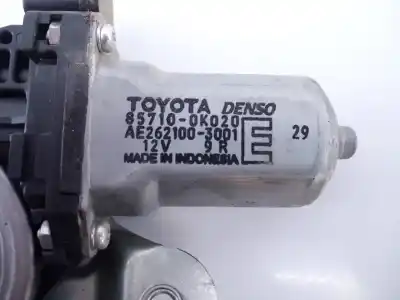 TOYOTA DENSO
85710-0K020
AE262100-3001
12V 9R
MADE IN INDONESIA
E
29